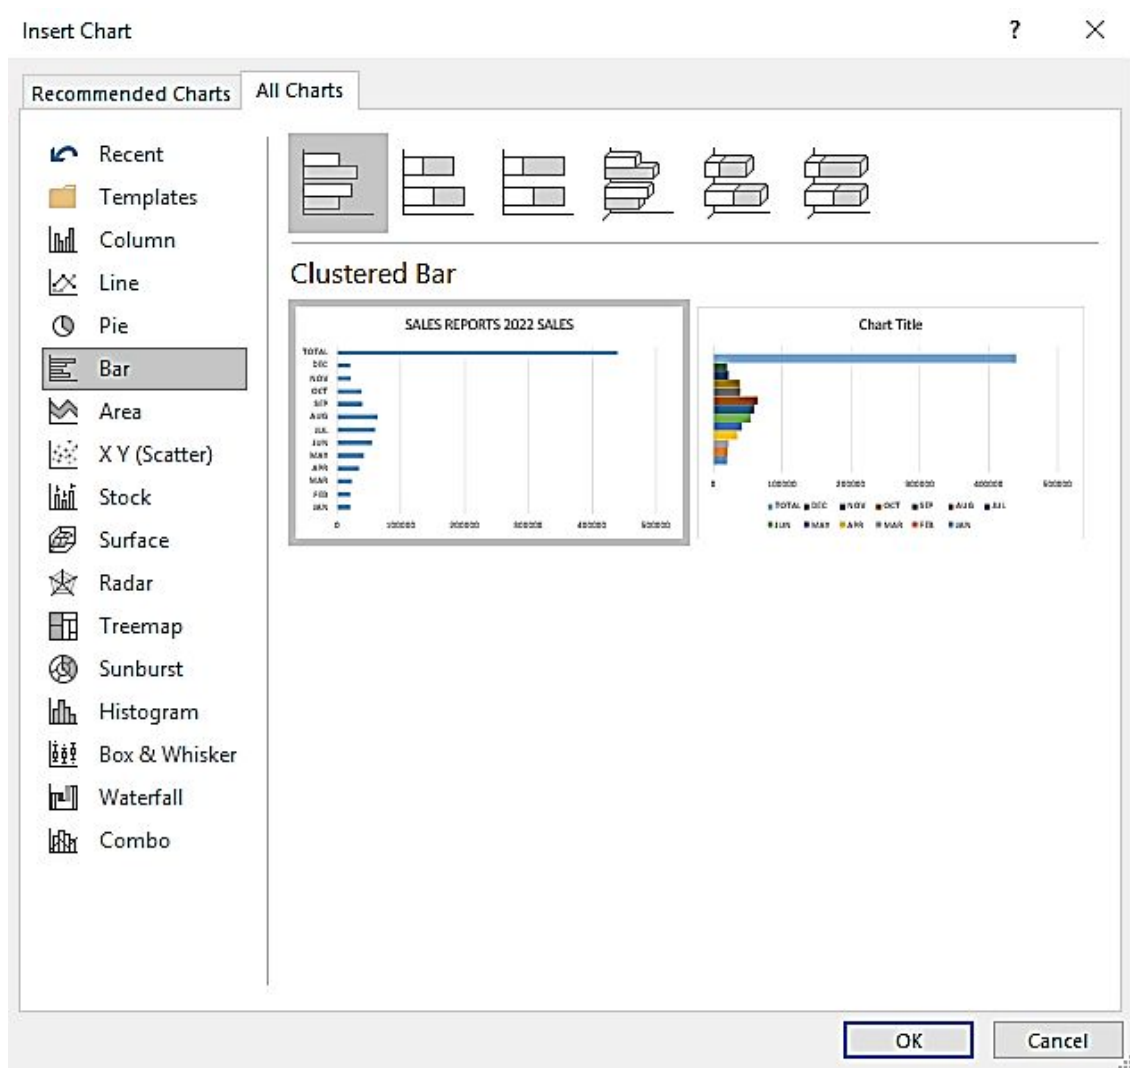 Insert Chart
?
Recommended Charts
All Charts
Recent
Templates
Column
Line
Pie
Bar
Area
X Y (Scatter)
Stock
Surface
Radar
Treemap
Sunburst
Histogram
Box & Whisker
Waterfall
Combo
Clustered Bar
SALES REPORTS 2022 SALES
TOTAL
DEC
NOV
OCT
SEP
AUG
JUL
JUN
MAY
APR
MAR
FEB
JAN
0 100000 200000 300000 400000 500000
Chart Title
0 100000 200000 300000 400000 500000
TOTAL DEC NOV OCT SEP AUG JUL
JUN MAY APR MAR FEB JAN
OK
Cancel